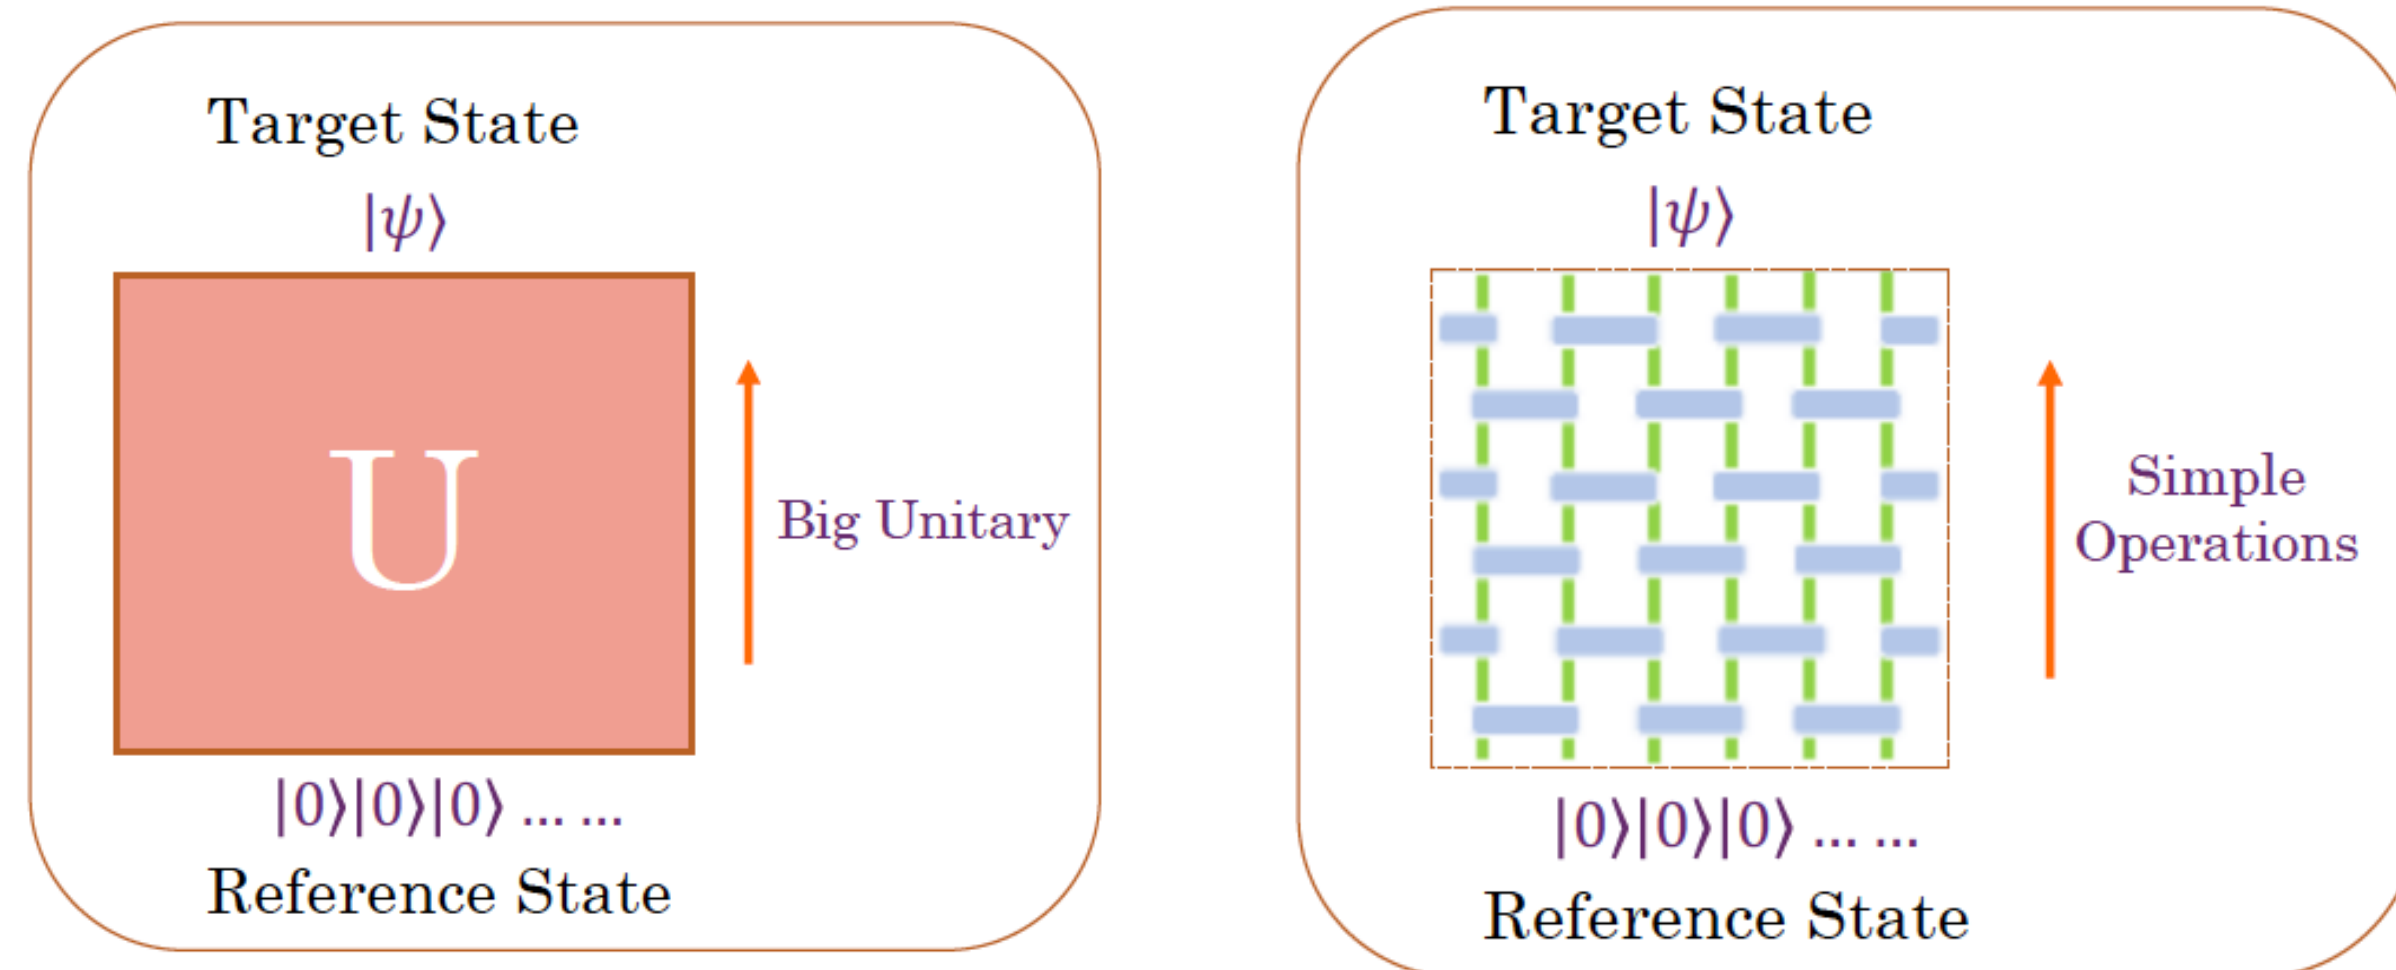 Target State
|ψ⟩
U
Big Unitary
|0⟩|0⟩|0⟩ ... ...
Reference State
Target State
|ψ⟩
Simple
Operations
|0⟩|0⟩|0⟩ ... ...
Reference State